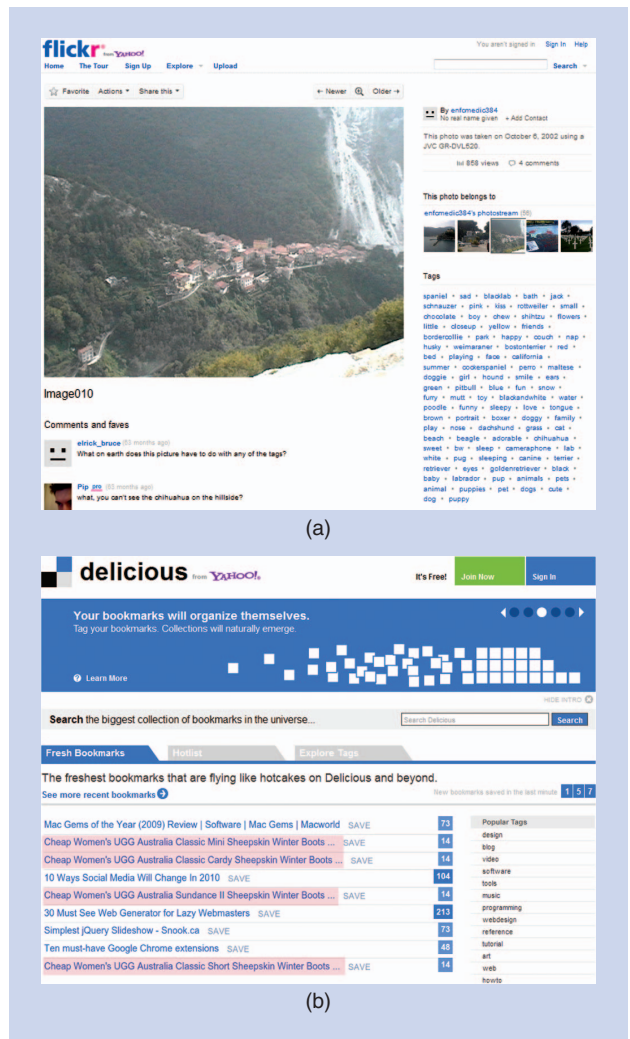 flickr from YAHOO!
You aren't signed in Sign In Help
Home The Tour Sign Up Explore Upload
Search
Favorite Actions Share this
← Newer Older →
By enfomedic384
No real name given + Add Contact
This photo was taken on October 6, 2002 using a
JVC GR-DVL520.
858 views 4 comments
This photo belongs to
enfomedic384's photostream (56)
Tags
spaniel • sad • blacklab • bath • jack •
schnauzer • pink • kiss • rottweiler • small •
chocolate • boy • chew • shihtzu • flowers •
little • closeup • yellow • friends •
bordercollie • park • happy • couch • nap •
husky • weimaraner • bostonterrier • red •
bed • playing • face • california •
summer • cockerspaniel • perro • maltese •
doggie • girl • hound • smile • ears •
green • pitbull • blue • fun • snow •
furry • mutt • toy • blackandwhite • water •
poodle • funny • sleepy • love • tongue •
brown • portrait • boxer • doggy • family •
play • nose • dachshund • grass • cat •
beach • beagle • adorable • chihuahua •
sweet • bw • sleep • cameraphone • lab •
white • pug • sleeping • canine • terrier •
retriever • eyes • goldenretriever • black •
baby • labrador • pup • animals • pets •
animal • puppies • pet • dogs • cute •
dog • puppy
Image010
Comments and faves
elrick_bruce (53 months ago)
What on earth does this picture have to do with any of the tags?
Pip pro (53 months ago)
what, you can't see the chihuahua on the hillside?
(a)
delicious from YAHOO!
It's Free! Join Now Sign In
Your bookmarks will organize themselves.
Tag your bookmarks. Collections will naturally emerge.
Learn More
HIDE INTRO
Search the biggest collection of bookmarks in the universe...
Search Delicious Search
Fresh Bookmarks Hotlist Explore Tags
The freshest bookmarks that are flying like hotcakes on Delicious and beyond.
See more recent bookmarks
New bookmarks saved in the last minute 1 5 7
Mac Gems of the Year (2009) Review | Software | Mac Gems | Macworld SAVE 73
Cheap Women's UGG Australia Classic Mini Sheepskin Winter Boots ... SAVE 14
Cheap Women's UGG Australia Classic Cardy Sheepskin Winter Boots ... SAVE 14
10 Ways Social Media Will Change In 2010 SAVE 104
Cheap Women's UGG Australia Sundance II Sheepskin Winter Boots ... SAVE 14
30 Must See Web Generator for Lazy Webmasters SAVE 213
Simplest jQuery Slideshow - Snook.ca SAVE 73
Ten must-have Google Chrome extensions SAVE 48
Cheap Women's UGG Australia Classic Short Sheepskin Winter Boots ... SAVE 14
Popular Tags
design
blog
video
software
tools
music
programming
webdesign
reference
tutorial
art
web
howto
(b)